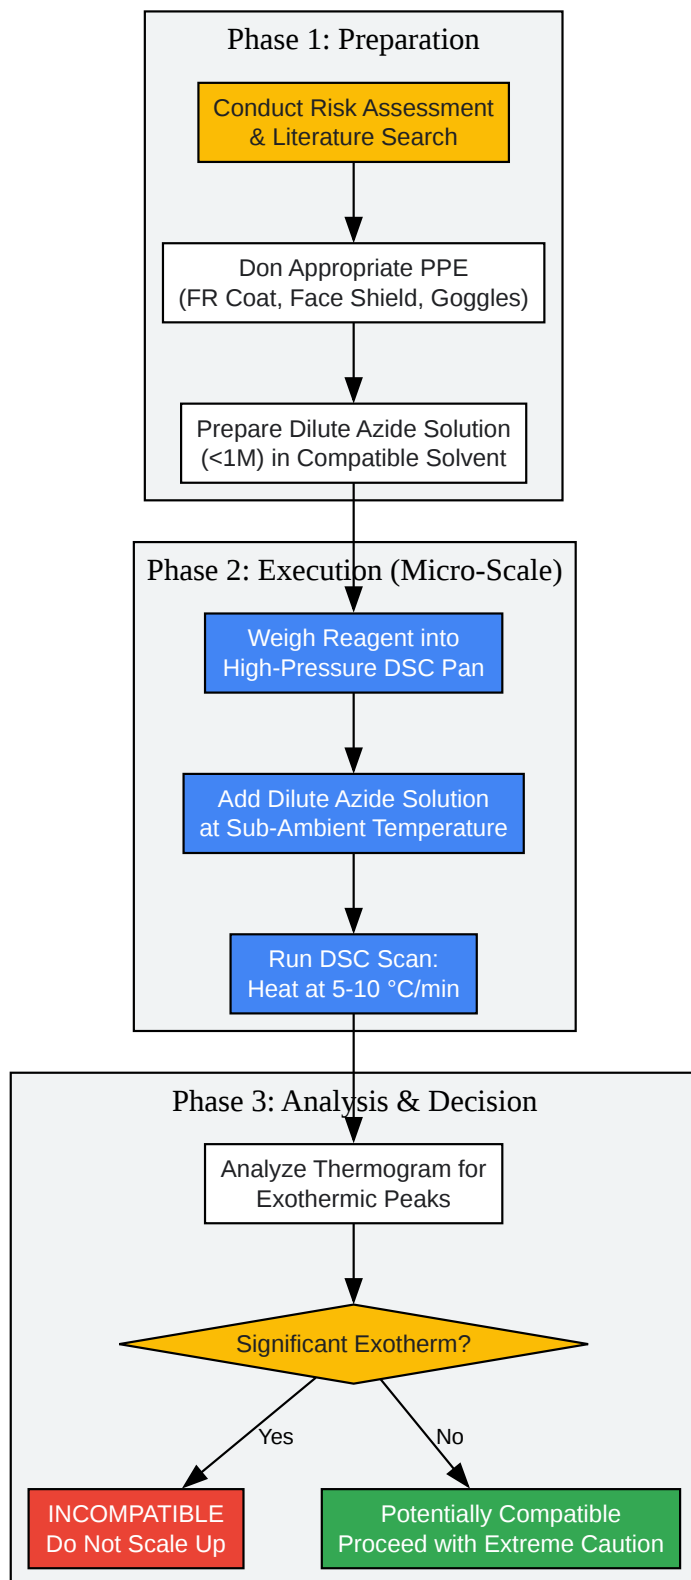 Phase 1: Preparation
Conduct Risk Assessment
& Literature Search
Don Appropriate PPE
(FR Coat, Face Shield, Goggles)
Prepare Dilute Azide Solution
(<1M) in Compatible Solvent
Phase 2: Execution (Micro-Scale)
Weigh Reagent into
High-Pressure DSC Pan
Add Dilute Azide Solution
at Sub-Ambient Temperature
Run DSC Scan:
Heat at 5-10 °C/min
Phase 3: Analysis & Decision
Analyze Thermogram for
Exothermic Peaks
Significant Exotherm?
Yes
No
INCOMPATIBLE
Do Not Scale Up
Potentially Compatible
Proceed with Extreme Caution